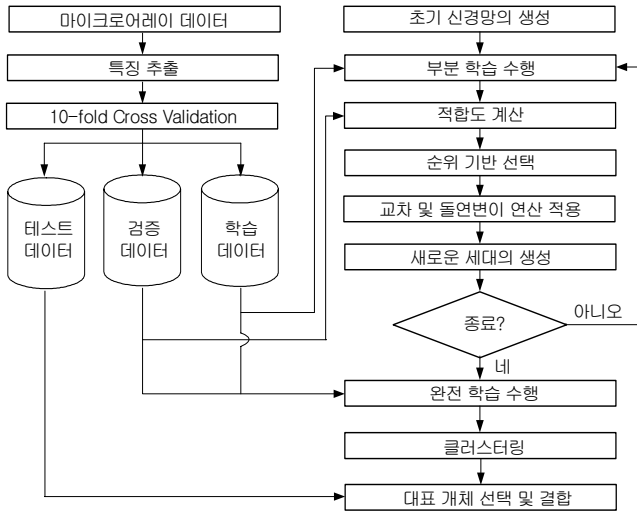 마이크로어레이 데이터
특징 추출
10-fold Cross Validation
테스트
데이터
검증
데이터
학습
데이터
초기 신경망의 생성
부분 학습 수행
적합도 계산
순위 기반 선택
교차 및 돌연변이 연산 적용
새로운 세대의 생성
종료?
아니오
네
완전 학습 수행
클러스터링
대표 개체 선택 및 결합